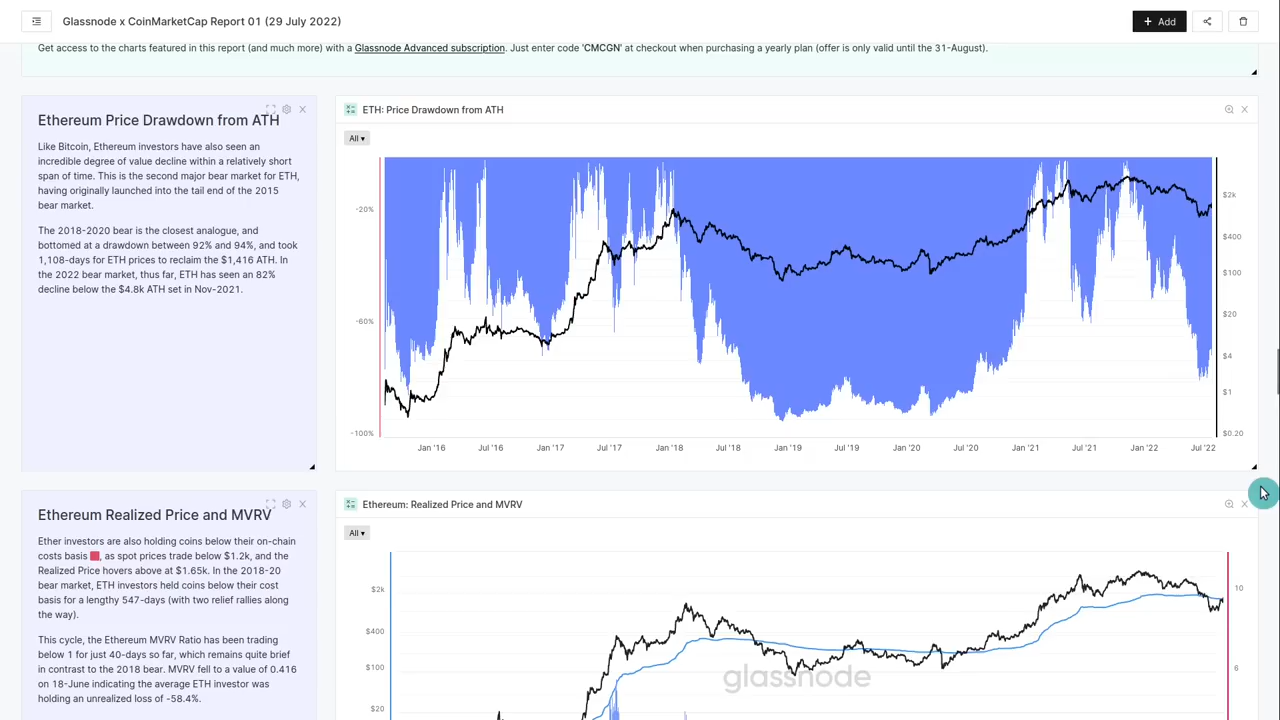 Glassnode x CoinMarketCap Report 01 (29 July 2022)
+ Add
Get access to the charts featured in this report (and much more) with a Glassnode Advanced subscription. Just enter code 'CMCGN' at checkout when purchasing a yearly plan (offer is only valid until the 31-August).
Ethereum Price Drawdown from ATH
Like Bitcoin, Ethereum investors have also seen an
incredible degree of value decline within a relatively short
span of time. This is the second major bear market for ETH,
having originally launched into the tail end of the 2015
bear market.
The 2018-2020 bear is the closest analogue, and
bottomed at a drawdown between 92% and 94%, and took
1,108-days for ETH prices to reclaim the $1,416 ATH. In
the 2022 bear market, thus far, ETH has seen an 82%
decline below the $4.8k ATH set in Nov-2021.
ETH: Price Drawdown from ATH
All ▾
-20%
-60%
-100%
$2k
$400
$100
$20
$4
$1
$0.20
Jan '16
Jul '16
Jan '17
Jul '17
Jan '18
Jul '18
Jan '19
Jul '19
Jan '20
Jul '20
Jan '21
Jul '21
Jan '22
Jul '22
Ethereum Realized Price and MVRV
Ether investors are also holding coins below their on-chain
costs basis 🟥, as spot prices trade below $1.2k, and the
Realized Price hovers above at $1.65k. In the 2018-20
bear market, ETH investors held coins below their cost
basis for a lengthy 547-days (with two relief rallies along
the way).
This cycle, the Ethereum MVRV Ratio has been trading
below 1 for just 40-days so far, which remains quite brief
in contrast to the 2018 bear. MVRV fell to a value of 0.416
on 18-June indicating the average ETH investor was
holding an unrealized loss of -58.4%.
Ethereum: Realized Price and MVRV
All ▾
$2k
$400
$100
$20
10
6
glassnode